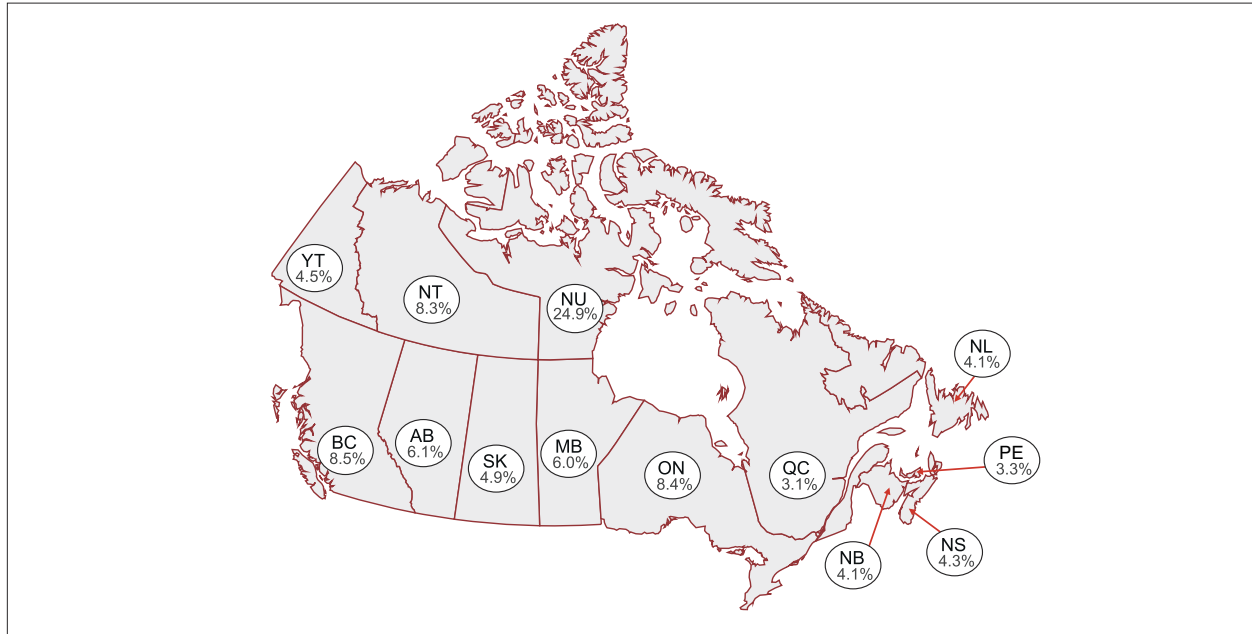 YT
4.5%
NT
8.3%
NU
24.9%
NL
4.1%
BC
8.5%
AB
6.1%
SK
4.9%
MB
6.0%
ON
8.4%
QC
3.1%
PE
3.3%
NB
4.1%
NS
4.3%